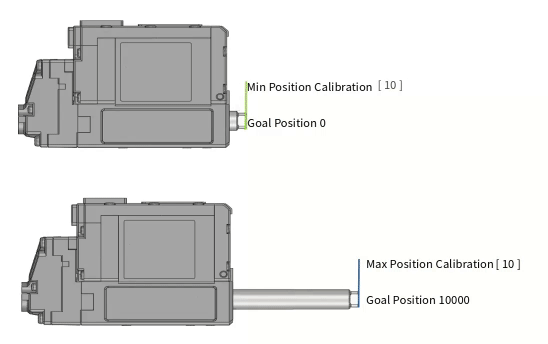 Min Position Calibration [ 10 ]
Goal Position 0
Max Position Calibration [ 10 ]
Goal Position 10000